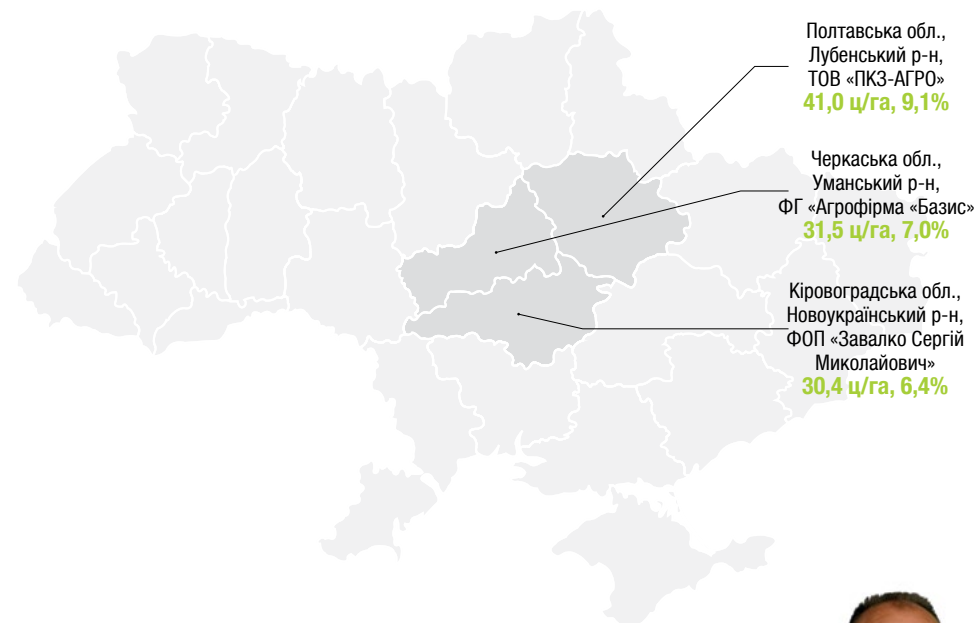 Полтавська обл.,
Лубенський р-н,
ТОВ «ПКЗ-АГРО»
41,0 ц/га, 9,1%
Черкаська обл.,
Уманський р-н,
ФГ «Агрофірма «Базис»
31,5 ц/га, 7,0%
Кіровоградська обл.,
Новоукраїнський р-н,
ФОП «Завалко Сергій
Миколайович»
30,4 ц/га, 6,4%